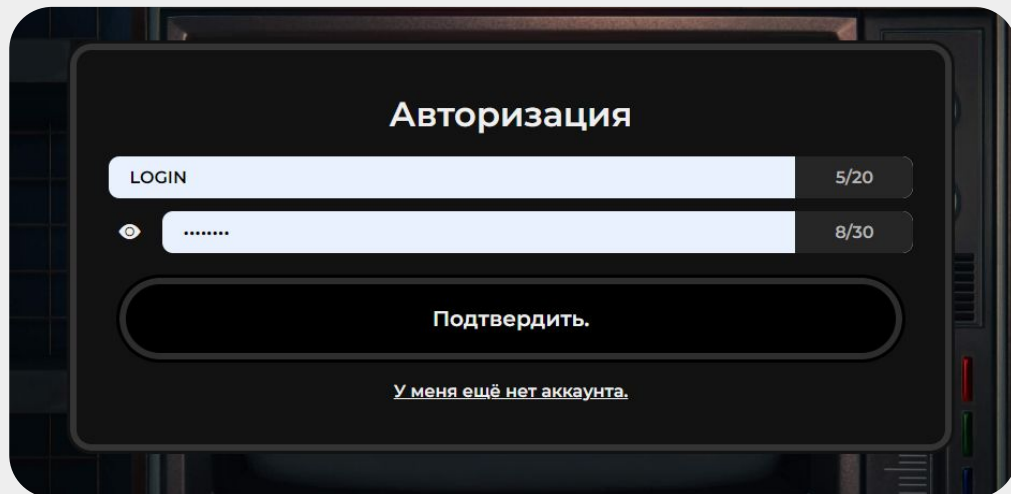 Авторизация
LOGIN 5/20
•••••••• 8/30
Подтвердить.
У меня ещё нет аккаунта.